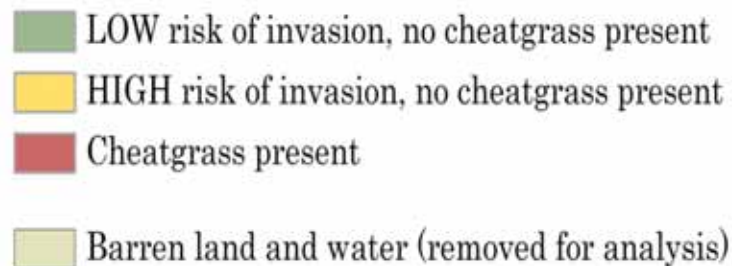 LOW risk of invasion, no cheatgrass present
HIGH risk of invasion, no cheatgrass present
Cheatgrass present
Barren land and water (removed for analysis)